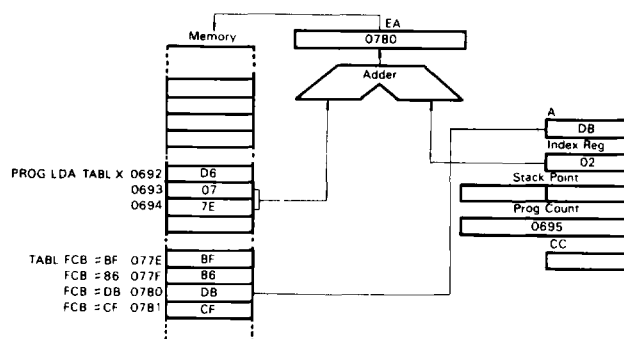 EA
Memory
0780
Adder
A
DB
Index Reg
02
PROG LDA TABL X 0692 D6
0693 07
0694 7E
Stack Point
Prog Count
0695
CC
TABL FCB =BF 077E BF
FCB =86 077F 86
FCB =DB 0780 DB
FCB =CF 0781 CF